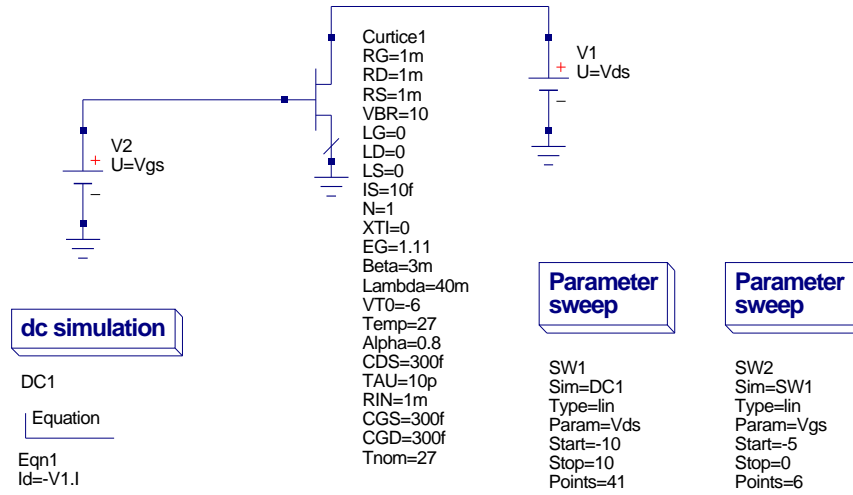 Curtice1
RG=1m
RD=1m
RS=1m
VBR=10
LG=0
LD=0
LS=0
IS=10f
N=1
XTI=0
EG=1.11
Beta=3m
Lambda=40m
VT0=-6
Temp=27
Alpha=0.8
CDS=300f
TAU=10p
RIN=1m
CGS=300f
CGD=300f
Tnom=27
V1
U=Vds
V2
U=Vgs
dc simulation
DC1
Equation
Eqn1
Id=-V1.I
Parameter
sweep
SW1
Sim=DC1
Type=lin
Param=Vds
Start=-10
Stop=10
Points=41
Parameter
sweep
SW2
Sim=SW1
Type=lin
Param=Vgs
Start=-5
Stop=0
Points=6